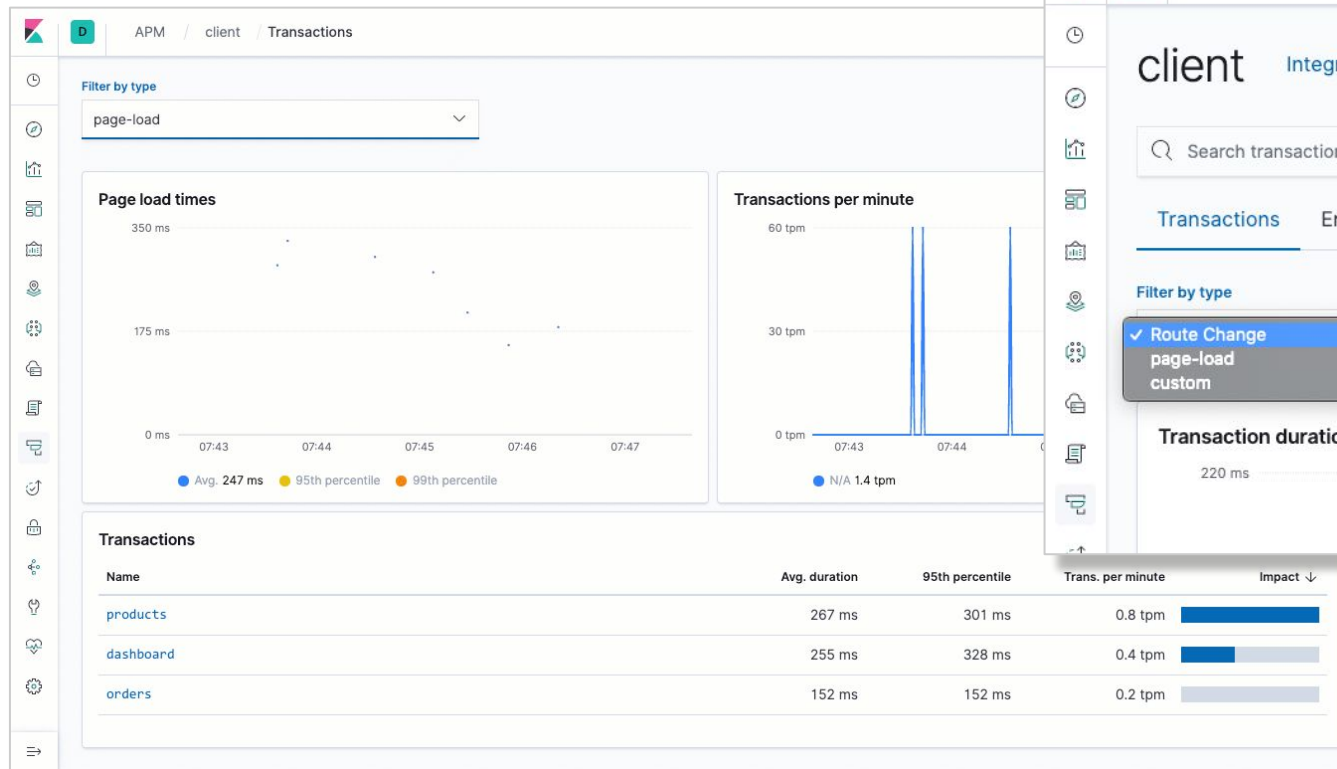 D APM / client / Transactions
Filter by type
page-load
Page load times
350 ms
175 ms
0 ms
07:43 07:44 07:45 07:46 07:47
Avg. 247 ms 95th percentile 99th percentile
Transactions per minute
60 tpm
30 tpm
0 tpm
07:43 07:44
N/A 1.4 tpm
Transactions
Name Avg. duration 95th percentile Trans. per minute Impact ↓
products 267 ms 301 ms 0.8 tpm
dashboard 255 ms 328 ms 0.4 tpm
orders 152 ms 152 ms 0.2 tpm
client
Search
Transactions
Filter by type
✓ Route Change
page-load
custom
Transaction
220 ms